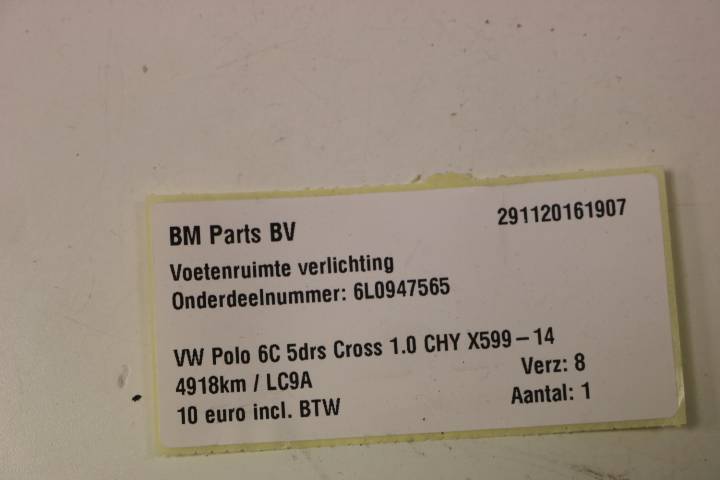 BM Parts BV 291120161907
Voetenruimte verlichting
Onderdeelnummer: 6L0947565
VW Polo 6C 5drs Cross 1.0 CHY X599-14
4918km / LC9A Verz: 8
10 euro incl. BTW Aantal: 1